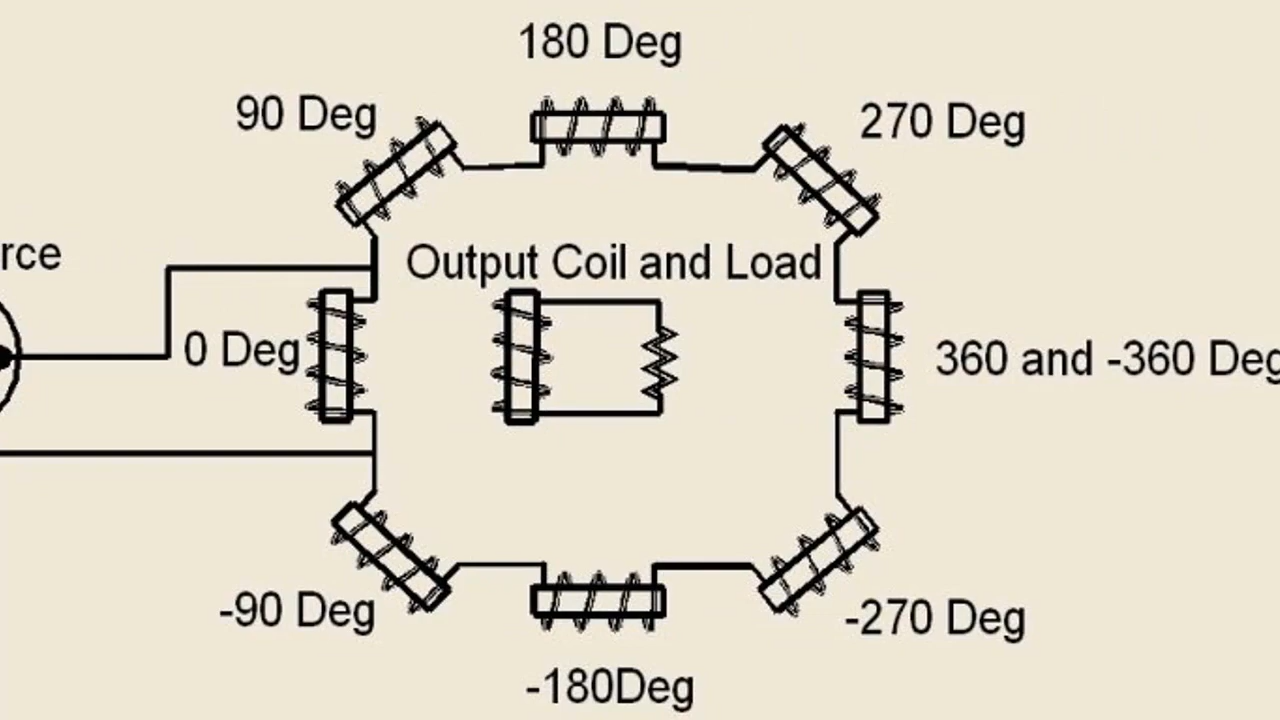 180 Deg
90 Deg
270 Deg
rce
Output Coil and Load
0 Deg
360 and -360 Deg
-90 Deg
-270 Deg
-180Deg